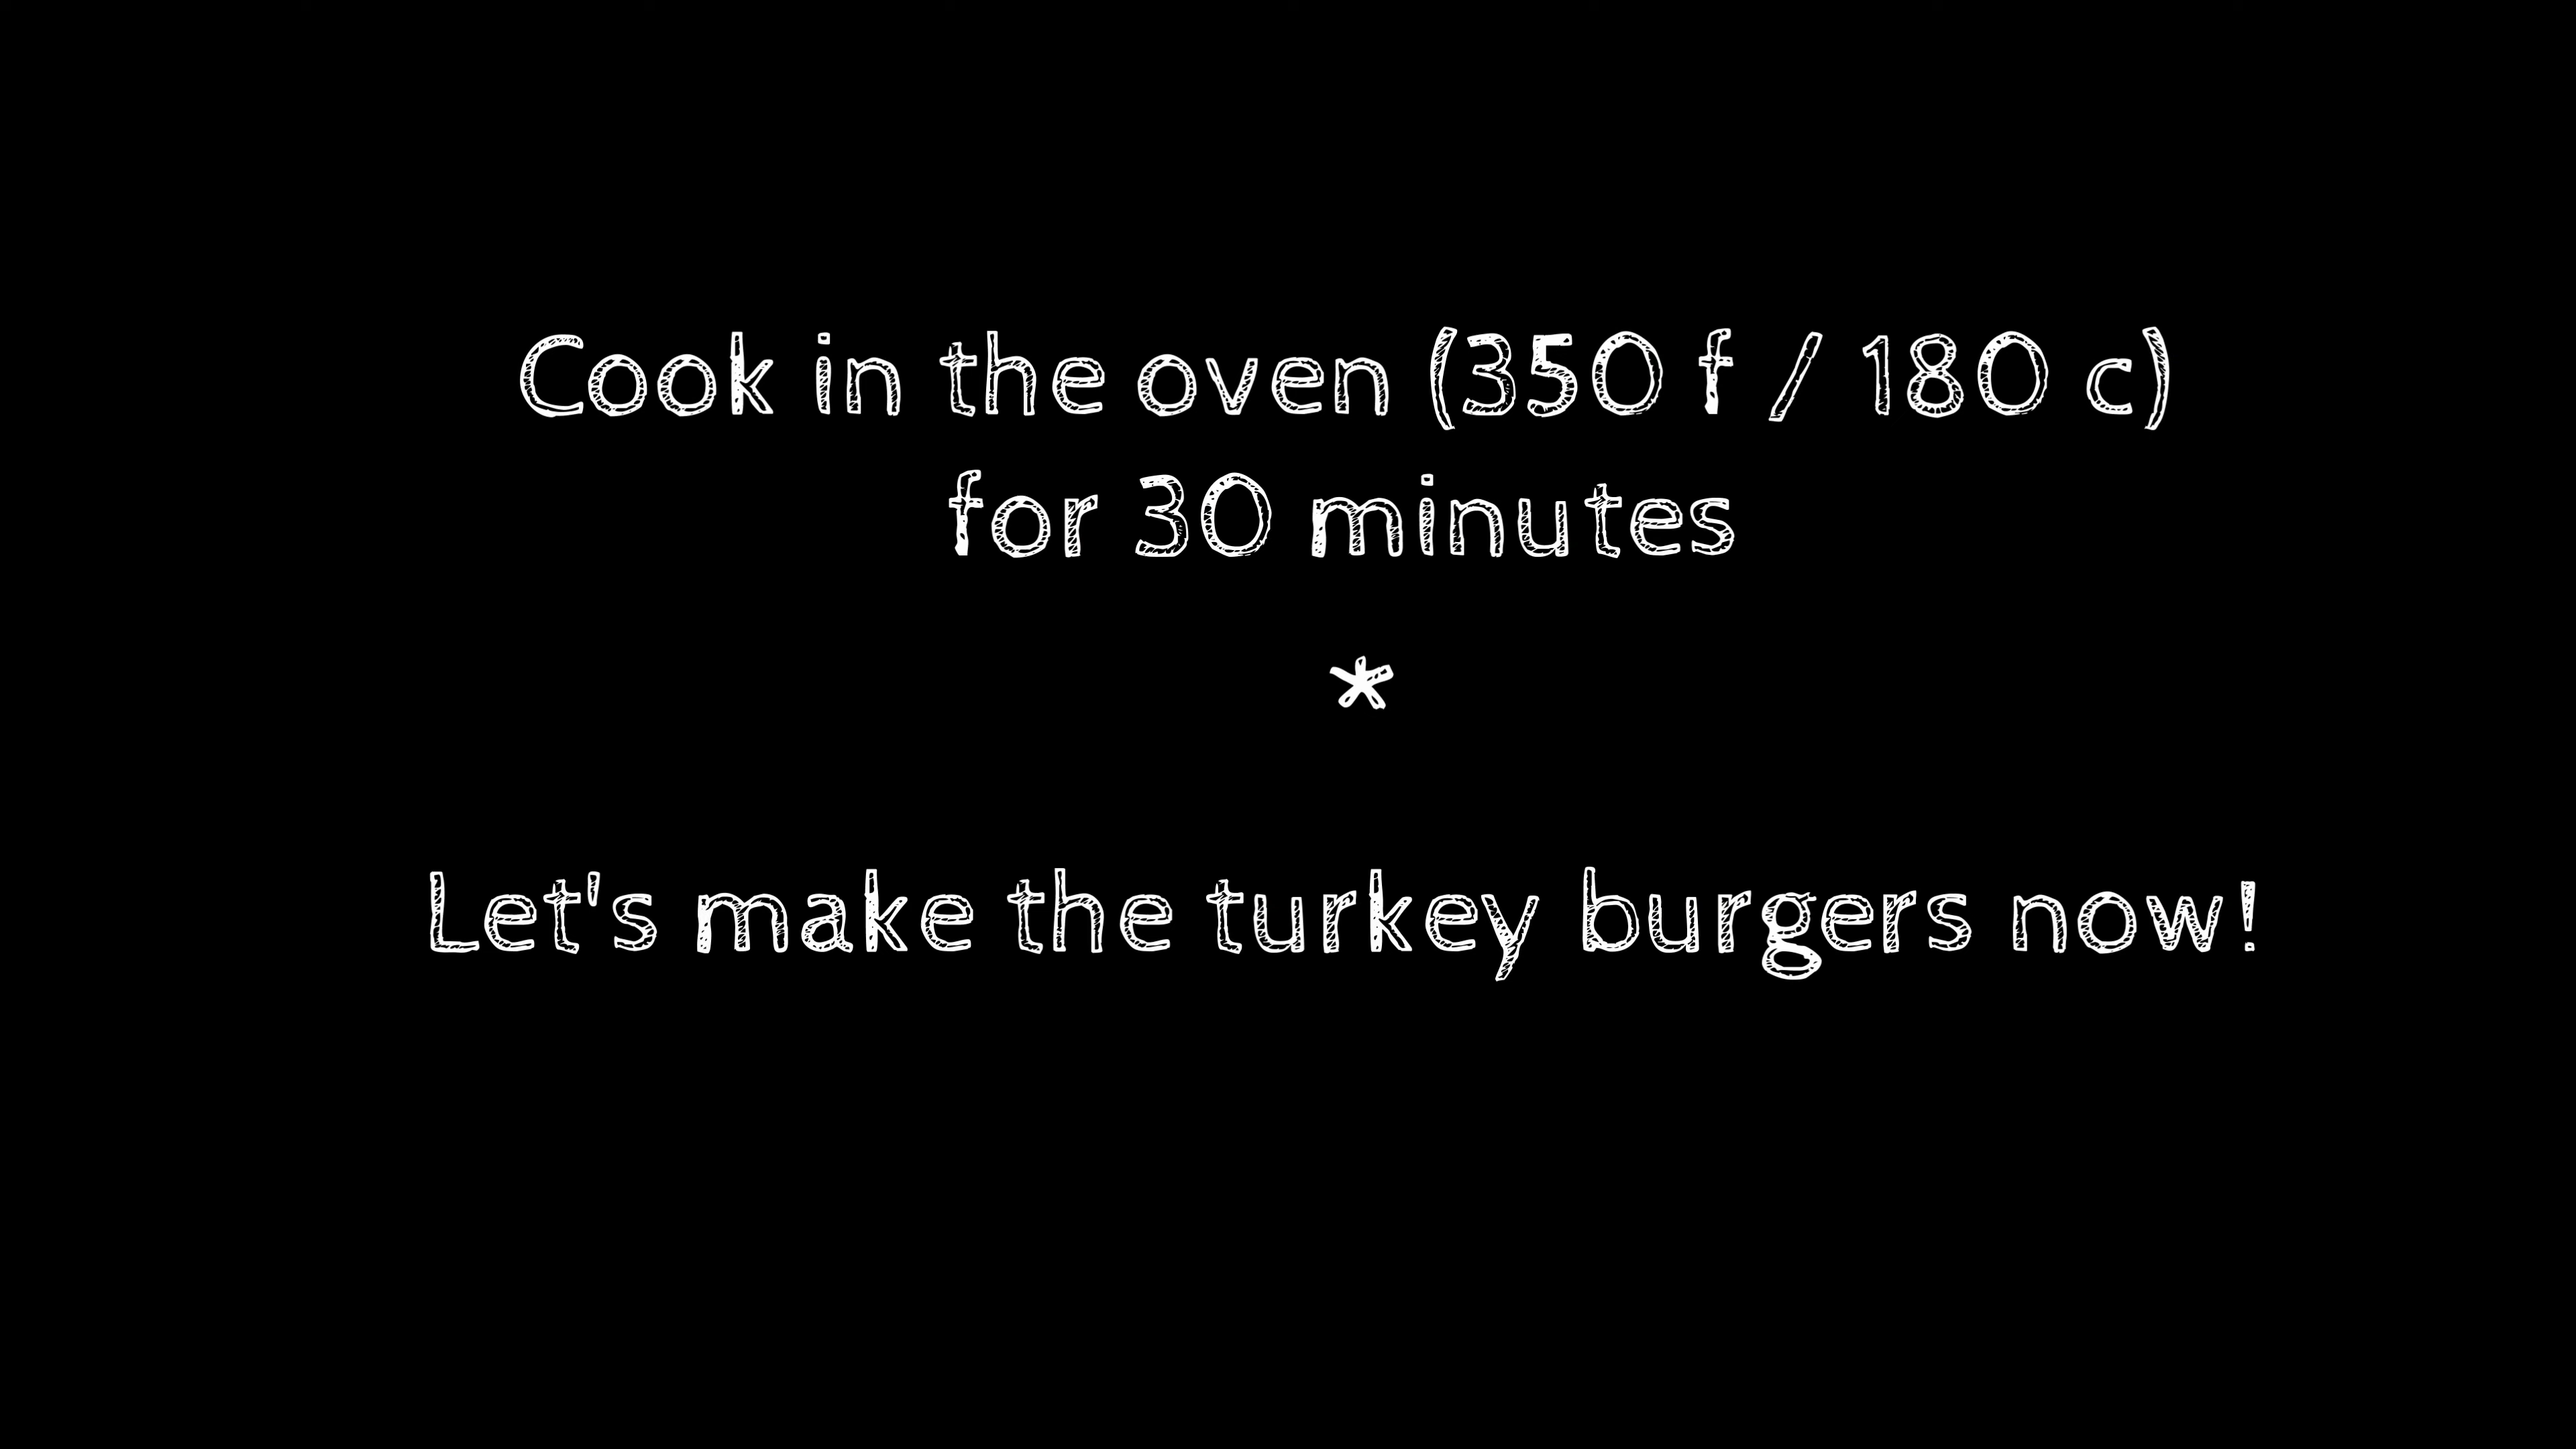 Cook in the oven (350 f / 180 c)
for 30 minutes
*
Let's make the turkey burgers now!